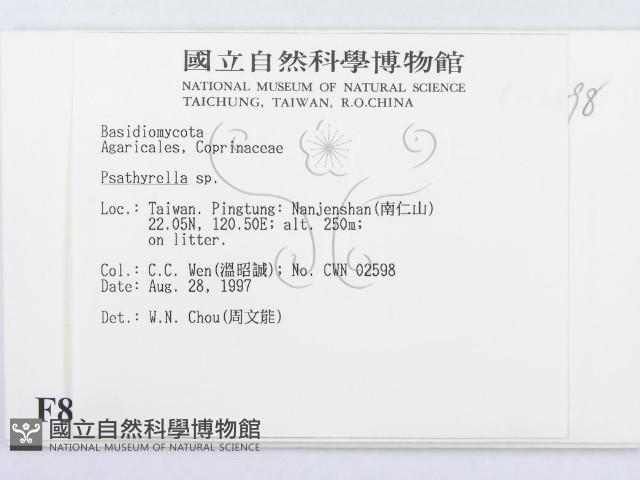 國立自然科學博物館
NATIONAL MUSEUM OF NATURAL SCIENCE
TAICHUNG, TAIWAN, R.O.CHINA
98
Basidiomycota
Agaricales, Coprinaceae
Psathyrella sp.
Loc.: Taiwan. Pingtung: Nanjenshan(南仁山)
22.05N, 120.50E; alt. 250m;
on litter.
Col.: C.C. Wen(溫昭誠); No. CWN 02598
Date: Aug. 28, 1997
Det.: W.N. Chou(周文能)
F8
國立自然科學博物館
NATIONAL MUSEUM OF NATURAL SCIENCE